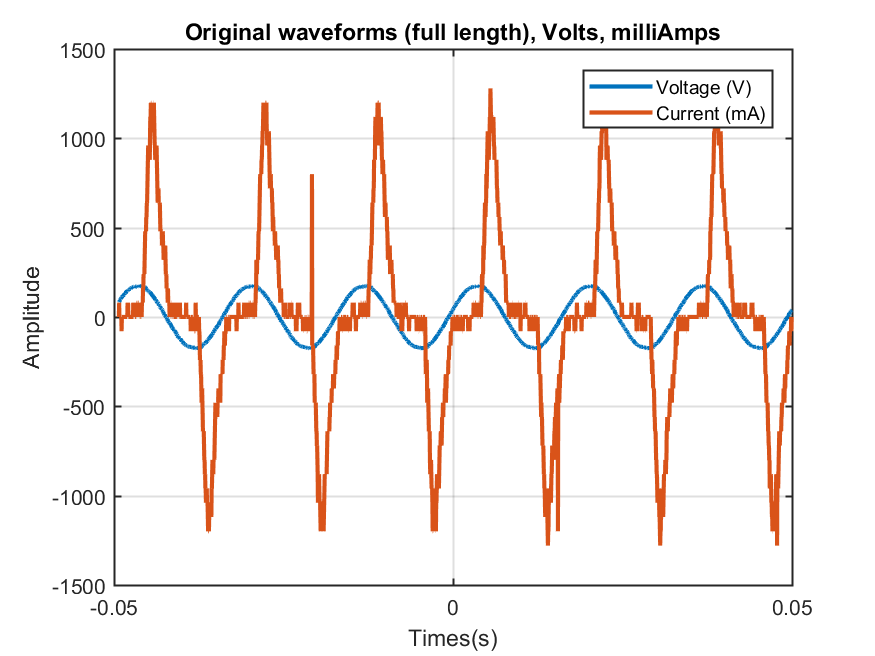 Original waveforms (full length), Volts, milliAmps
Voltage (V)
Current (mA)
1500
1000
500
0
-500
-1000
-1500
Amplitude
-0.05
0
0.05
Times(s)